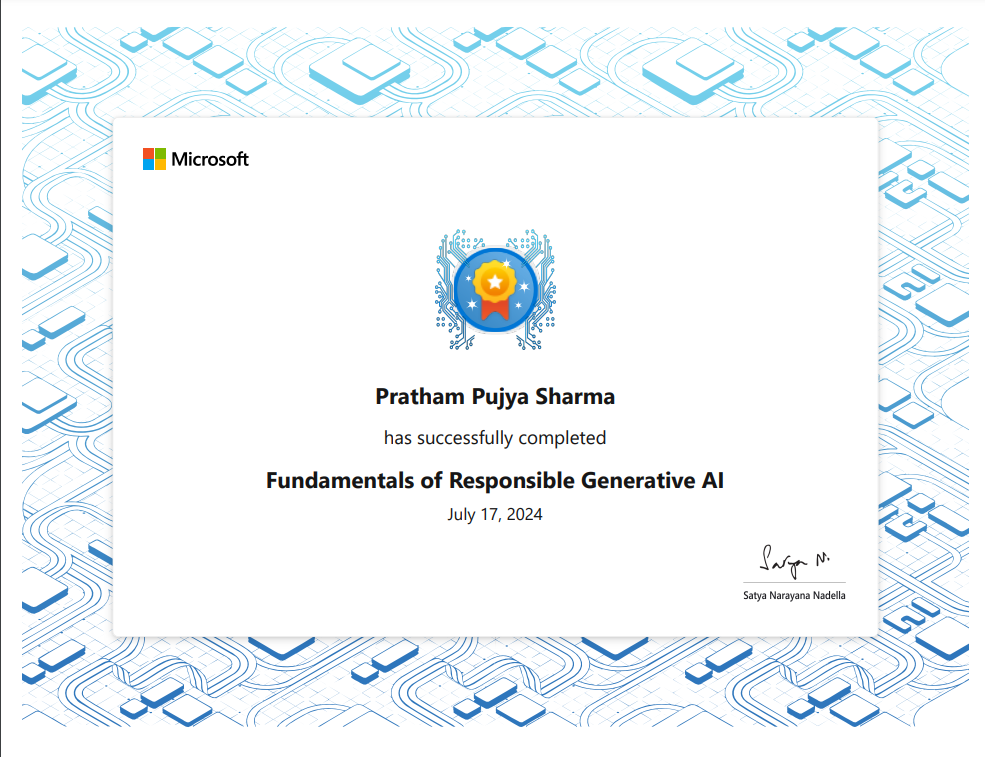 Microsoft
Pratham Pujya Sharma
has successfully completed
Fundamentals of Responsible Generative AI
July 17, 2024
Satya N.
Satya Narayana Nadella